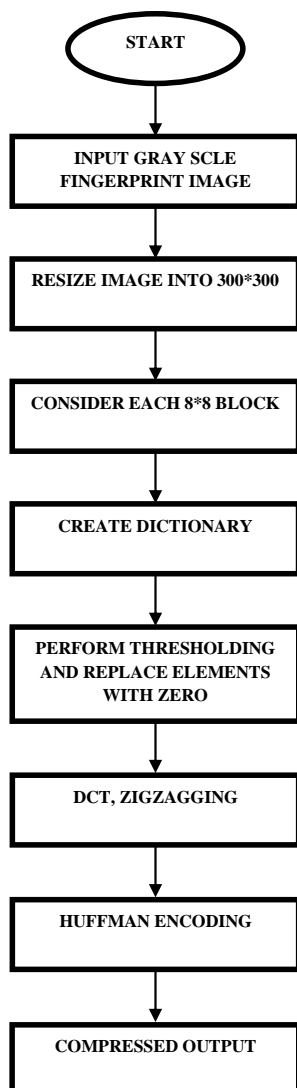 START
INPUT GRAY SCLE
FINGERPRINT IMAGE
RESIZE IMAGE INTO 300*300
CONSIDER EACH 8*8 BLOCK
CREATE DICTIONARY
PERFORM THRESHOLDING
AND REPLACE ELEMENTS
WITH ZERO
DCT, ZIGZAGGING
HUFFMAN ENCODING
COMPRESSED OUTPUT